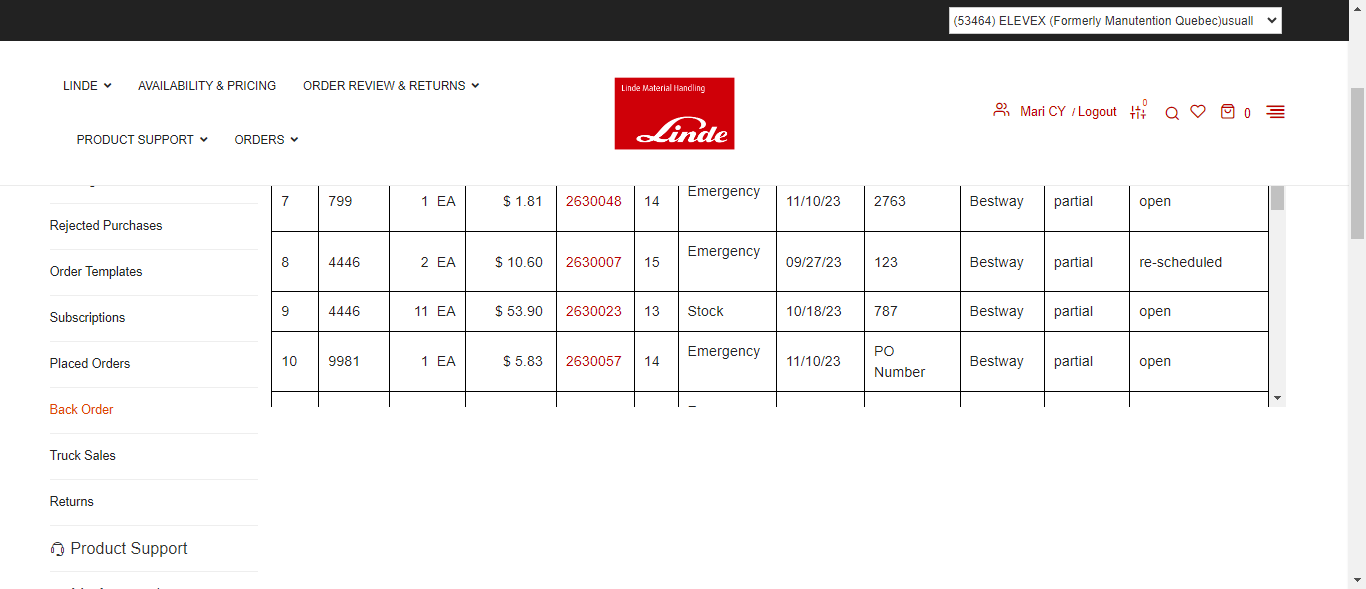 (53464) ELEVEX (Formerly Manutention Quebec)usuall
LINDE
AVAILABILITY & PRICING
ORDER REVIEW & RETURNS
PRODUCT SUPPORT
ORDERS
Linde Material Handling
Linde
Mari CY / Logout
0
0
Rejected Purchases
Order Templates
Subscriptions
Placed Orders
Back Order
Truck Sales
Returns
Product Support
7 799 1 EA $ 1.81 2630048 14 Emergency 11/10/23 2763 Bestway partial open
8 4446 2 EA $ 10.60 2630007 15 Emergency 09/27/23 123 Bestway partial re-scheduled
9 4446 11 EA $ 53.90 2630023 13 Stock 10/18/23 787 Bestway partial open
10 9981 1 EA $ 5.83 2630057 14 Emergency 11/10/23 PO Number Bestway partial open